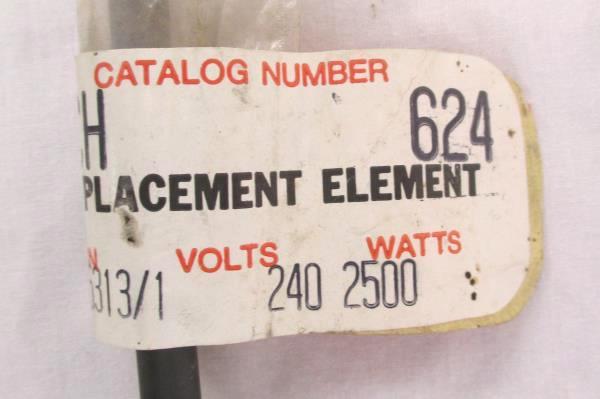 CATALOG NUMBER
H 624
PLACEMENT ELEMENT
N VOLTS WATTS
313/1 240 2500